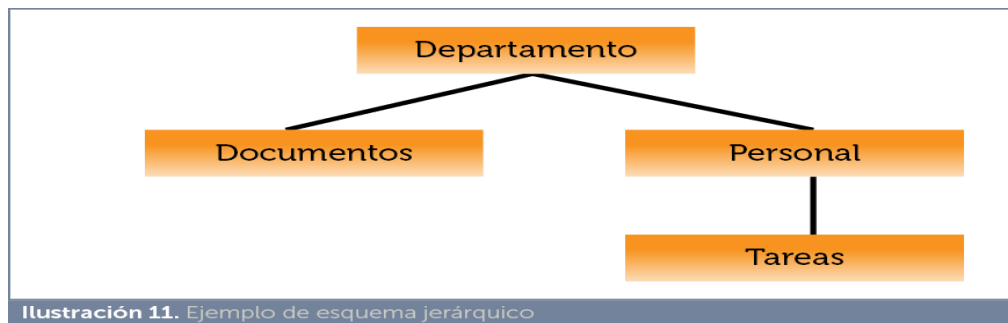 Departamento
Documentos
Personal
Tareas
Ilustración 11. Ejemplo de esquema jerárquico